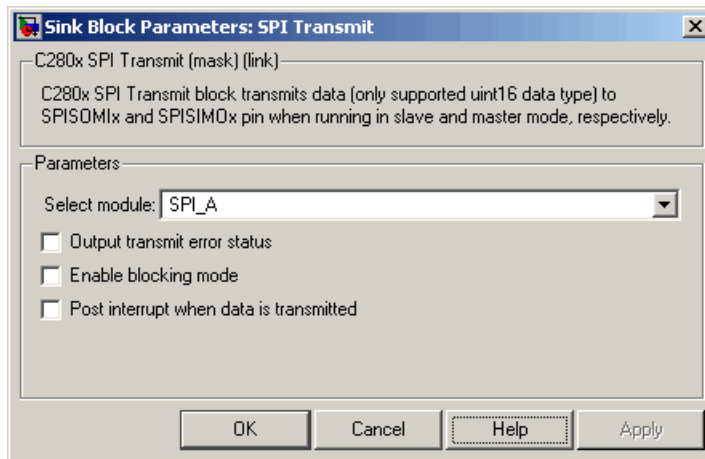 Sink Block Parameters: SPI Transmit
C280x SPI Transmit (mask) (link)
C280x SPI Transmit block transmits data (only supported uint16 data type) to
SPISOMIx and SPISIMOx pin when running in slave and master mode, respectively.
Parameters
Select module: SPI_A
Output transmit error status
Enable blocking mode
Post interrupt when data is transmitted
OK Cancel Help Apply